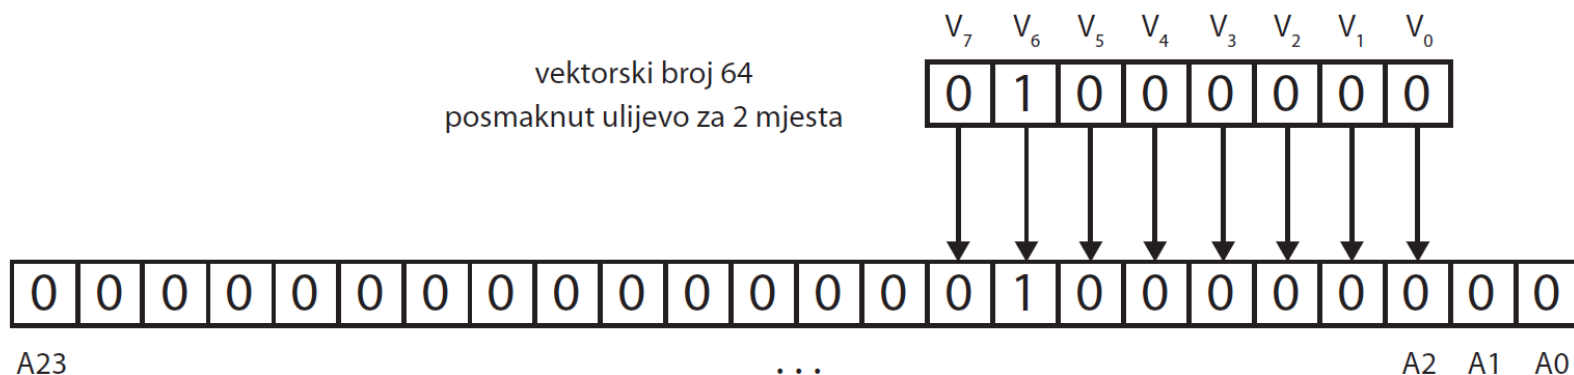 V7 V6 V5 V4 V3 V2 V1 V0
vektorski broj 64
posmaknut ulijevo za 2 mjesta
0 1 0 0 0 0 0 0
0 0 0 0 0 0 0 0 0 0 0 0 0 0 0 1 0 0 0 0 0 0 0 0
A23 ... A2 A1 A0